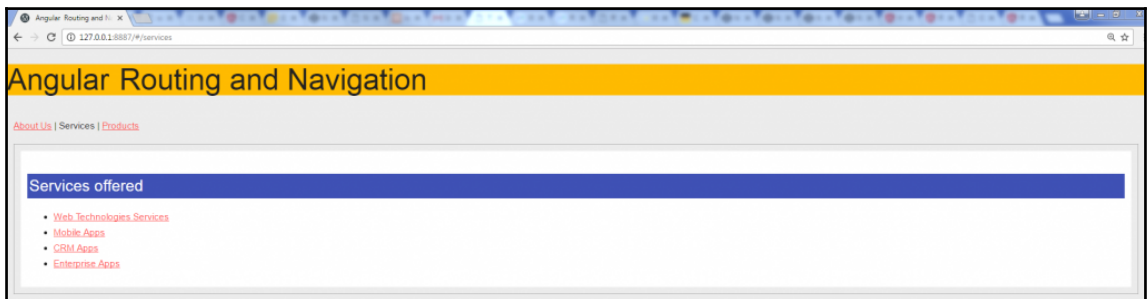 Angular Routing and N
127.0.0.1:8887/#/services
Angular Routing and Navigation
About Us | Services | Products
Services offered
Web Technologies Services
Mobile Apps
CRM Apps
Enterprise Apps